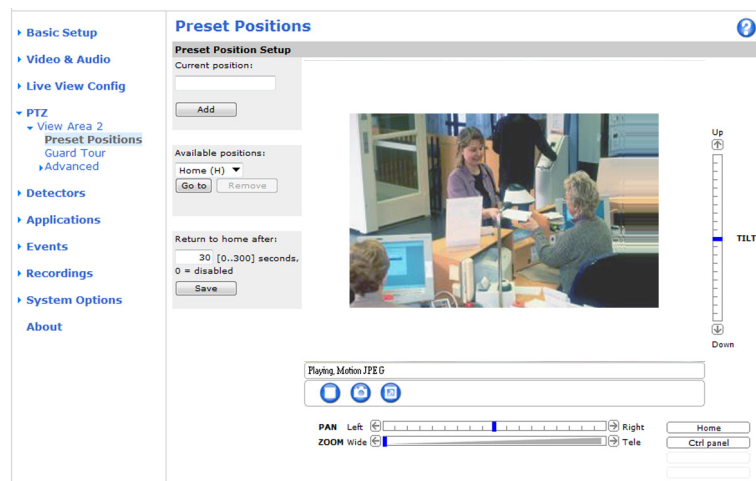 Preset Positions
?
Basic Setup
Video & Audio
Live View Config
PTZ
View Area 2
Preset Positions
Guard Tour
Advanced
Detectors
Applications
Events
Recordings
System Options
About
Preset Position Setup
Current position:
Add
Available positions:
Home (H)
Go to
Remove
Return to home after:
30 [0..300] seconds,
0 = disabled
Save
Up
TILT
Down
Playing, Motion JPEG
PAN Left Right
ZOOM Wide Tele
Home
Ctrl panel